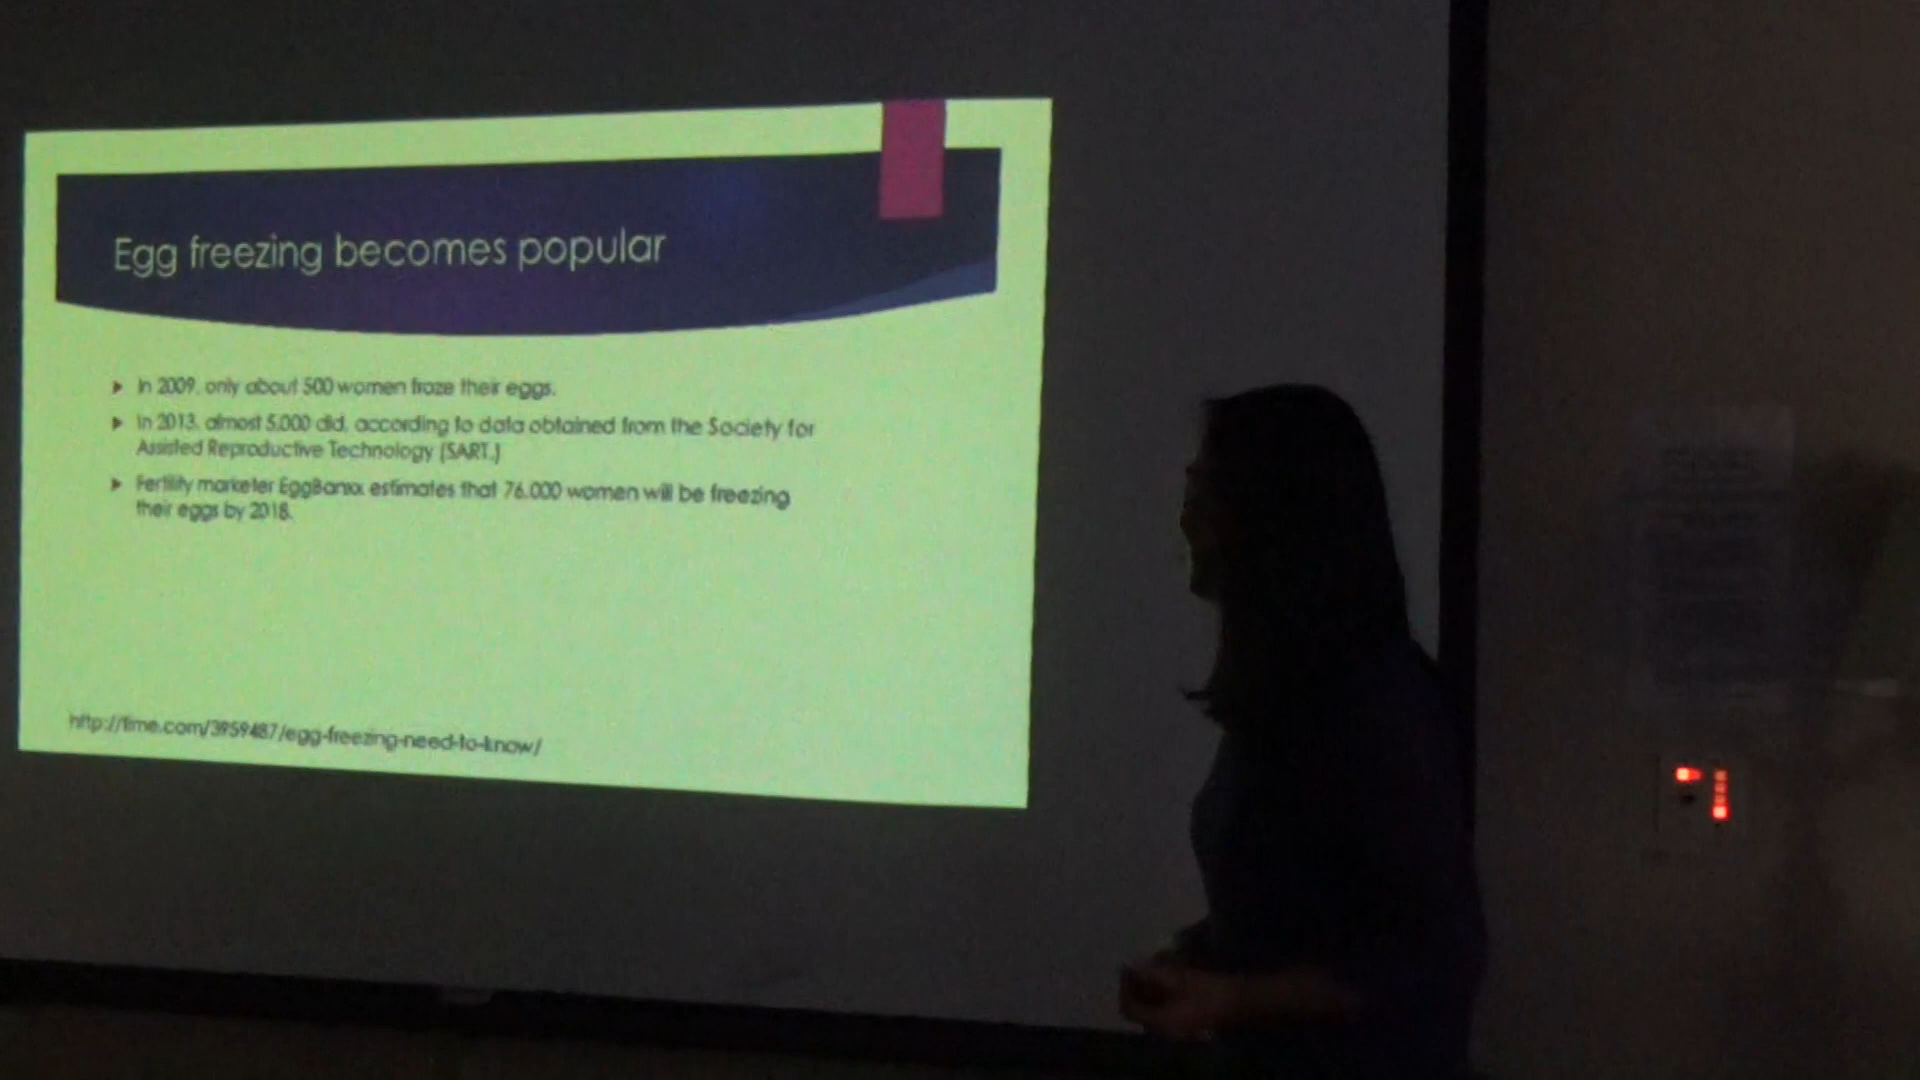 Egg freezing becomes popular
In 2009, only about 500 women froze their eggs.
In 2013, almost 5,000 did, according to data obtained from the Society for
Assisted Reproductive Technology (SART.)
Fertility marketer EggBanxx estimates that 76,000 women will be freezing
their eggs by 2018.
http://time.com/3959487/egg-freezing-need-to-know/